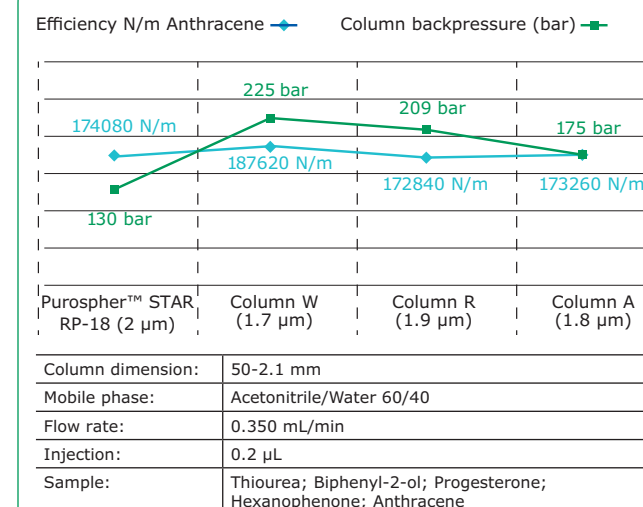 Efficiency N/m Anthracene Column backpressure (bar)
225 bar
209 bar
174080 N/m
175 bar
187620 N/m
172840 N/m
173260 N/m
130 bar
Purospher™ STAR RP-18 (2 µm)
Column W (1.7 µm)
Column R (1.9 µm)
Column A (1.8 µm)
Column dimension: 50-2.1 mm
Mobile phase: Acetonitrile/Water 60/40
Flow rate: 0.350 mL/min
Injection: 0.2 µL
Sample: Thiourea; Biphenyl-2-ol; Progesterone;
Hexanophenone; Anthracene